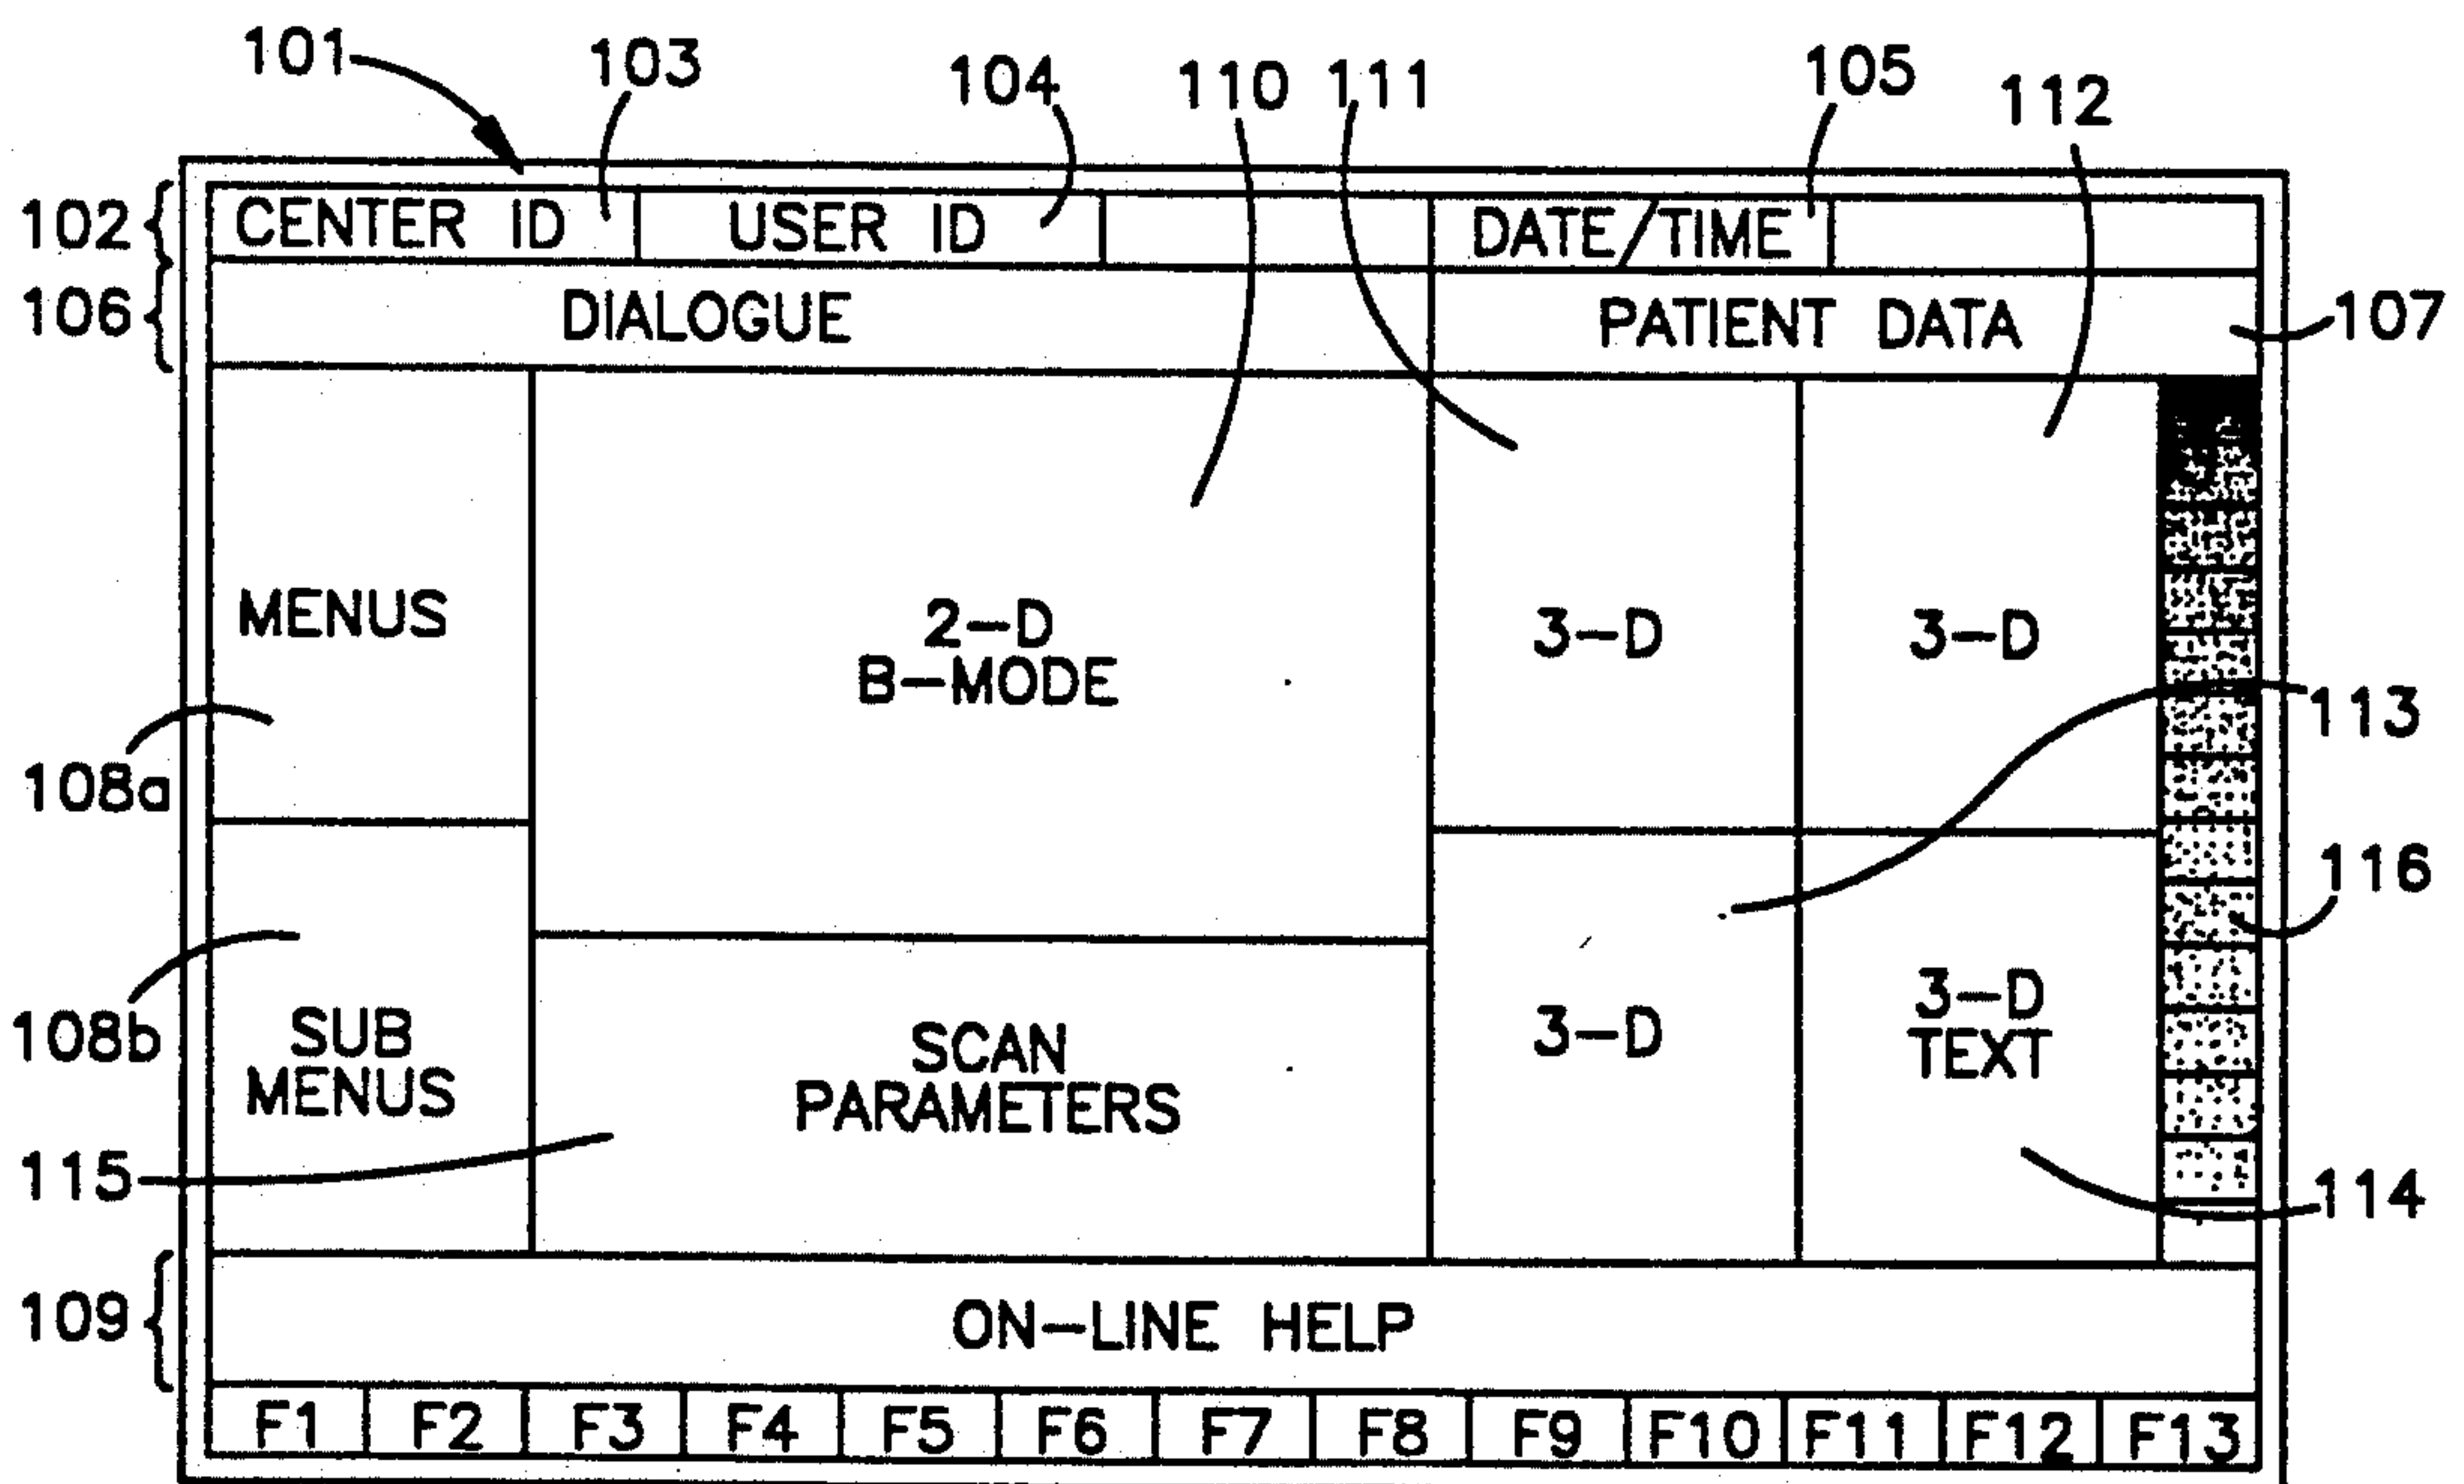 101 103 104 110 111 105 112
102 CENTER ID USER ID DATE/TIME
106 DIALOGUE PATIENT DATA 107
MENUS 2-D 3-D 3-D
B-MODE
113
108a
116
108b SUB SCAN 3-D 3-D
MENUS PARAMETERS TEXT
115 114
109 ON-LINE HELP
F1 F2 F3 F4 F5 F6 F7 F8 F9 F10 F11 F12 F13